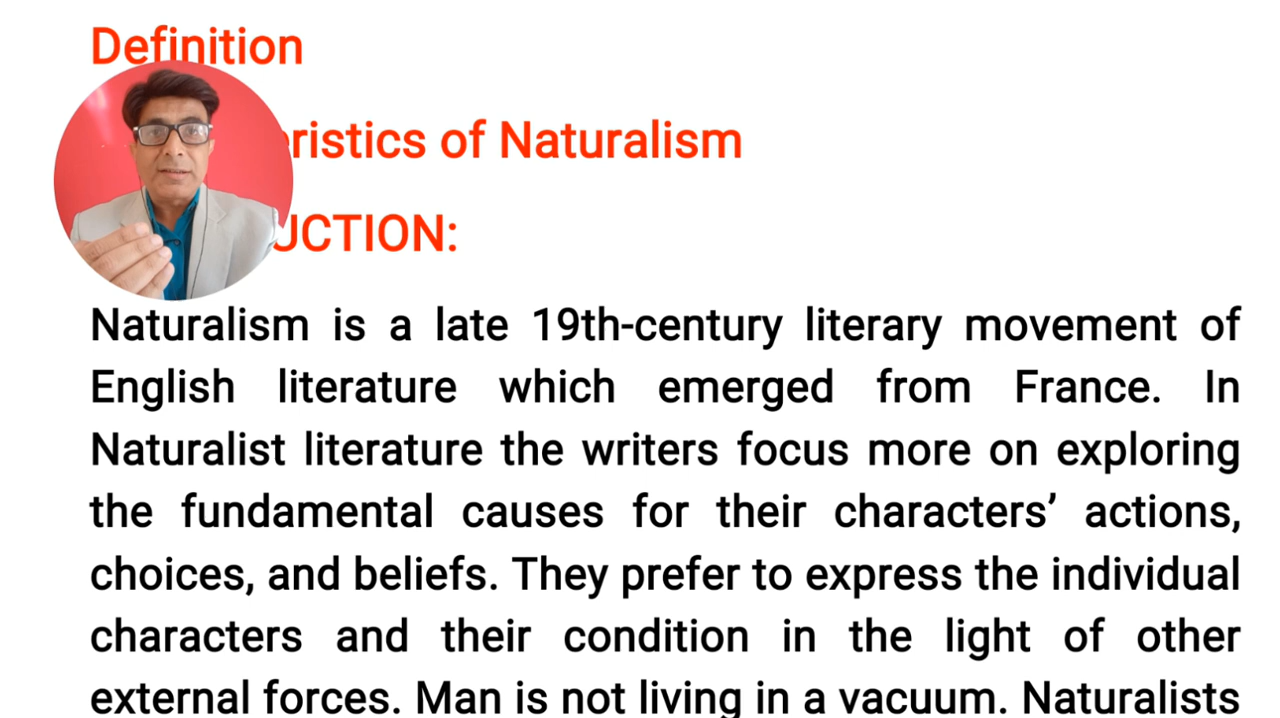 Definition
eristics of Naturalism
UCTION:
Naturalism is a late 19th-century literary movement of
English literature which emerged from France. In
Naturalist literature the writers focus more on exploring
the fundamental causes for their characters’ actions,
choices, and beliefs. They prefer to express the individual
characters and their condition in the light of other
external forces. Man is not living in a vacuum. Naturalists